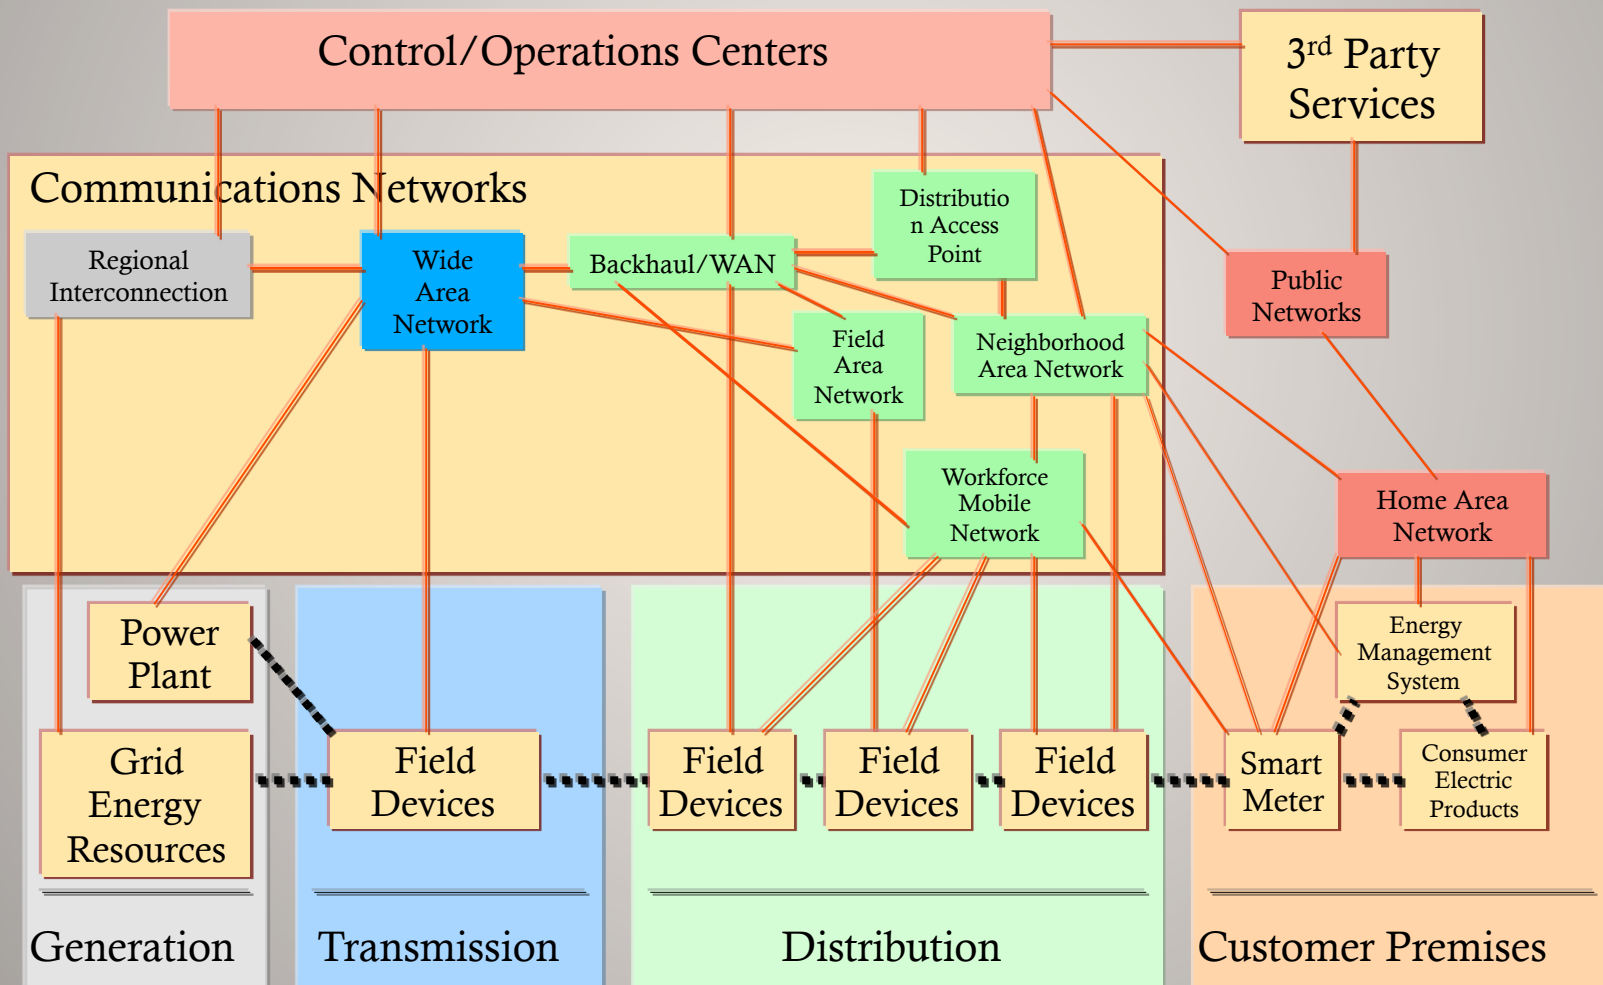 Control/Operations Centers
3rd Party
Services
Communications Networks
Regional
Interconnection
Wide
Area
Network
Backhaul/WAN
Distributio
n Access
Point
Field
Area
Network
Neighborhood
Area Network
Public
Networks
Workforce
Mobile
Network
Home Area
Network
Power
Plant
Energy
Management
System
Grid
Energy
Resources
Field
Devices
Field
Devices
Field
Devices
Field
Devices
Smart
Meter
Consumer
Electric
Products
Generation
Transmission
Distribution
Customer Premises